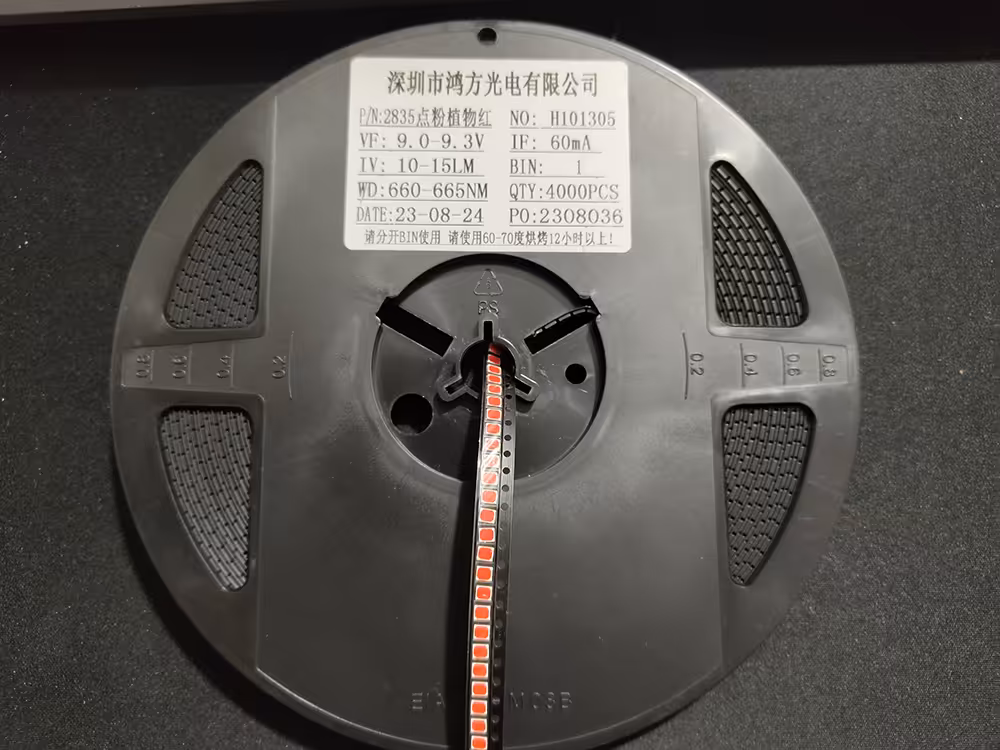 深圳市鸿方光电有限公司
P/N:2835点粉植物红 NO: H101305
VF: 9.0-9.3V IF: 60mA
IV: 10-15LM BIN: 1
WD:660-665NM QTY:4000PCS
DATE:23-08-24 PO:2308036
请分开BIN使用 请使用60-70度烘烤12小时以上!
PS
0.8 0.6 0.4 0.2
0.2 0.4 0.6 0.8
EIA